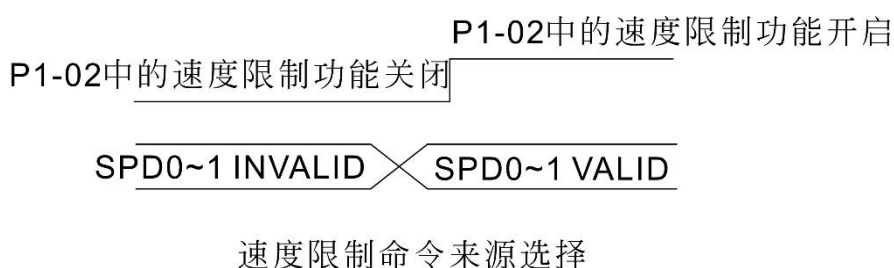 P1-02中的速度限制功能开启
P1-02中的速度限制功能关闭
SPD0~1 INVALID
SPD0~1 VALID
速度限制命令来源选择